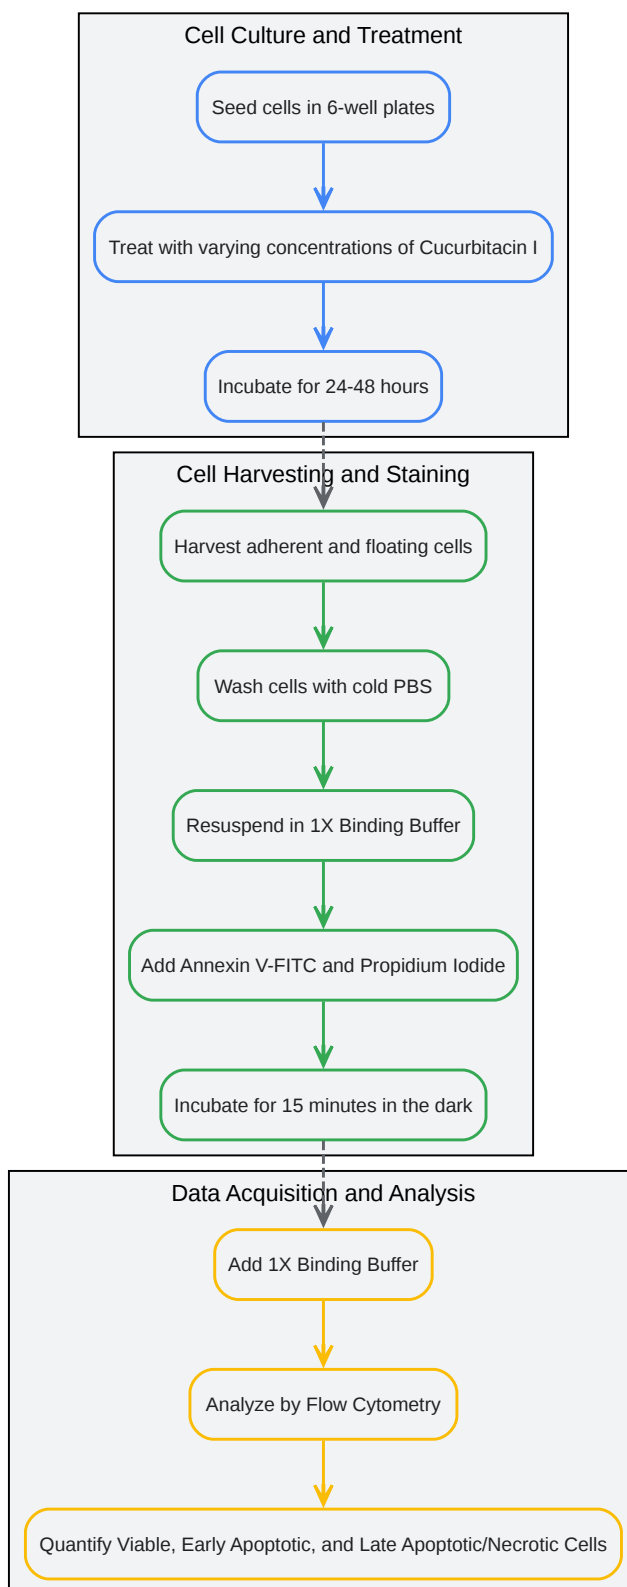 Cell Culture and Treatment
Seed cells in 6-well plates
Treat with varying concentrations of Cucurbitacin I
Incubate for 24-48 hours
Cell Harvesting and Staining
Harvest adherent and floating cells
Wash cells with cold PBS
Resuspend in 1X Binding Buffer
Add Annexin V-FITC and Propidium Iodide
Incubate for 15 minutes in the dark
Data Acquisition and Analysis
Add 1X Binding Buffer
Analyze by Flow Cytometry
Quantify Viable, Early Apoptotic, and Late Apoptotic/Necrotic Cells